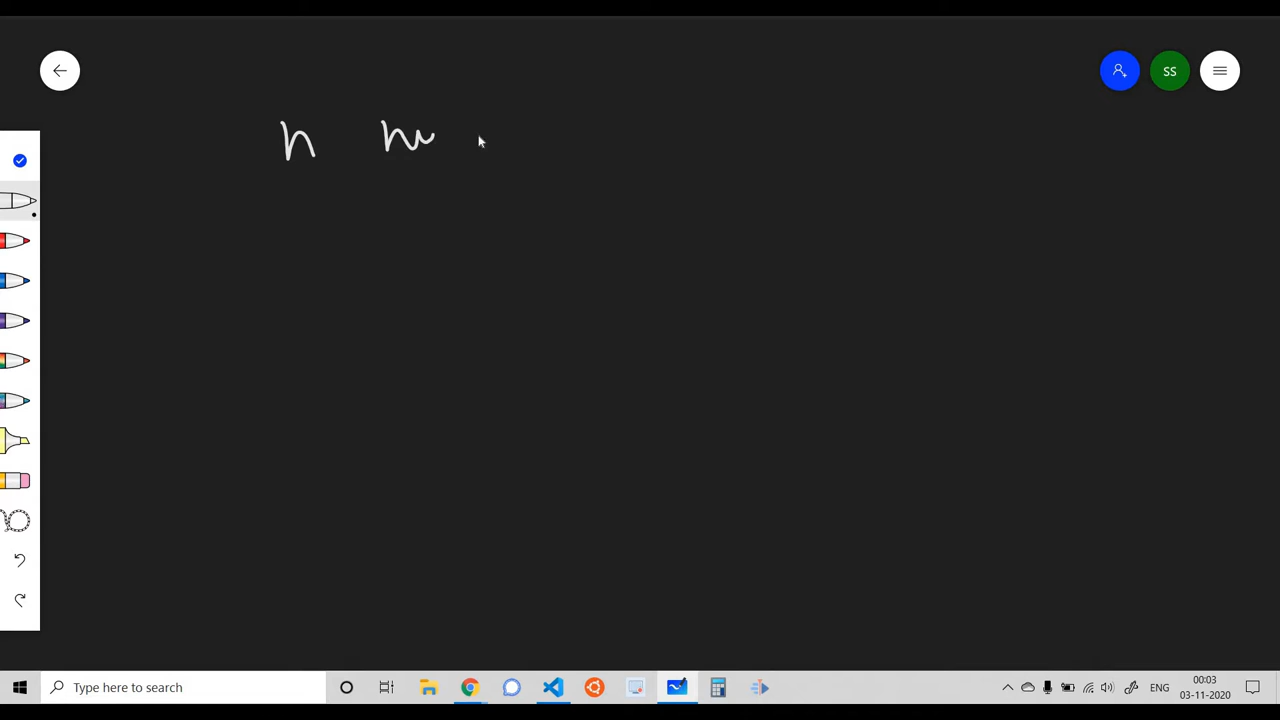 n m
SS
Type here to search
ENG
00:03
03-11-2020